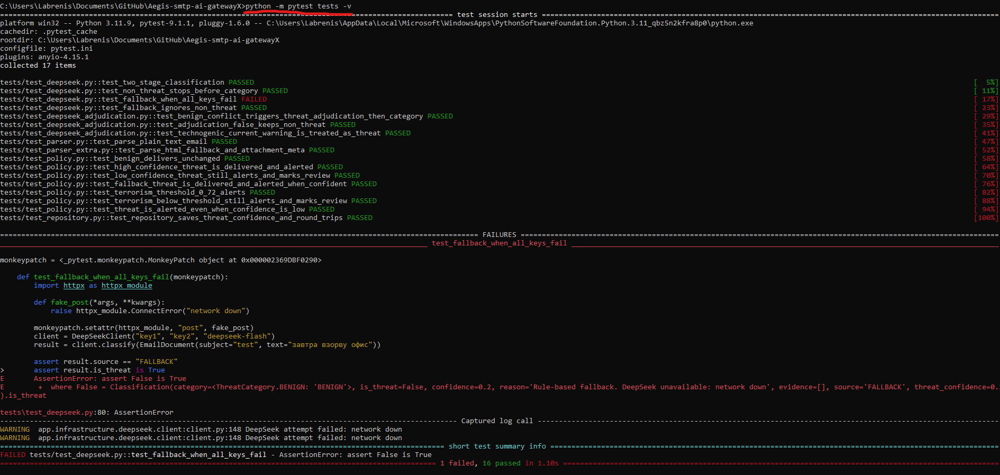 C:\Users\Labrenis\Documents\GitHub\Aegis-smtp-ai-gatewayX>python -m pytest tests -v
=== test session starts ===
platform win32 -- Python 3.11.9, pytest-9.1.1, pluggy-1.6.0 -- C:\Users\Labrenis\AppData\Local\Microsoft\WindowsApps\PythonSoftwareFoundation.Python.3.11_qbz5n2kfra8p0\python.exe
cachedir: .pytest_cache
rootdir: C:\Users\Labrenis\Documents\GitHub\Aegis-smtp-ai-gatewayX
configfile: pytest.ini
plugins: anyio-4.15.1
collected 17 items
tests/test_deepseek.py::test_two_stage_classification PASSED [  5%]
tests/test_deepseek.py::test_non_threat_stops_before_category PASSED [ 11%]
tests/test_deepseek.py::test_fallback_when_all_keys_fail FAILED [ 17%]
tests/test_deepseek.py::test_fallback_ignores_non_threat PASSED [ 23%]
tests/test_deepseek_adjudication.py::test_benign_conflict_triggers_threat_adjudication_then_category PASSED [ 29%]
tests/test_deepseek_adjudication.py::test_adjudication_false_keeps_non_threat PASSED [ 35%]
tests/test_deepseek_adjudication.py::test_technogenic_current_warning_is_treated_as_threat PASSED [ 41%]
tests/test_parser.py::test_parse_plain_text_email PASSED [ 47%]
tests/test_parser_extra.py::test_parse_html_fallback_and_attachment_meta PASSED [ 52%]
tests/test_policy.py::test_benign_delivers_unchanged PASSED [ 58%]
tests/test_policy.py::test_high_confidence_threat_is_delivered_and_alerted PASSED [ 64%]
tests/test_policy.py::test_low_confidence_threat_still_alerts_and_marks_review PASSED [ 70%]
tests/test_policy.py::test_fallback_threat_is_delivered_and_alerted_when_confident PASSED [ 76%]
tests/test_policy.py::test_terrorism_threshold_0_72_alerts PASSED [ 82%]
tests/test_policy.py::test_terrorism_below_threshold_still_alerts_and_marks_review PASSED [ 88%]
tests/test_policy.py::test_threat_is_alerted_even_when_confidence_is_low PASSED [ 94%]
tests/test_repository.py::test_repository_saves_threat_confidence_and_round_trips PASSED [100%]
=== FAILURES ===
___ test_fallback_when_all_keys_fail ___
monkeypatch = <_pytest.monkeypatch.MonkeyPatch object at 0x000002369DBF0290>
    def test_fallback_when_all_keys_fail(monkeypatch):
        import httpx as httpx_module
        def fake_post(*args, **kwargs):
            raise httpx_module.ConnectError("network down")
        monkeypatch.setattr(httpx_module, "post", fake_post)
        client = DeepSeekClient("key1", "key2", "deepseek-flash")
        result = client.classify(EmailDocument(subject="test", text="завтра взорву офис"))
        assert result.source == "FALLBACK"
>       assert result.is_threat is True
E       AssertionError: assert False is True
E        +  where False = Classification(category=<ThreatCategory.BENIGN: 'BENIGN'>, is_threat=False, confidence=0.2, reason='Rule-based fallback. DeepSeek unavailable: network down', evidence=[], source='FALLBACK', threat_confidence=0.
).is_threat
tests\test_deepseek.py:80: AssertionError
--- Captured log call ---
WARNING  app.infrastructure.deepseek.client:client.py:148 DeepSeek attempt failed: network down
WARNING  app.infrastructure.deepseek.client:client.py:148 DeepSeek attempt failed: network down
=== short test summary info ===
FAILED tests/test_deepseek.py::test_fallback_when_all_keys_fail - AssertionError: assert False is True
=== 1 failed, 16 passed in 1.10s ===